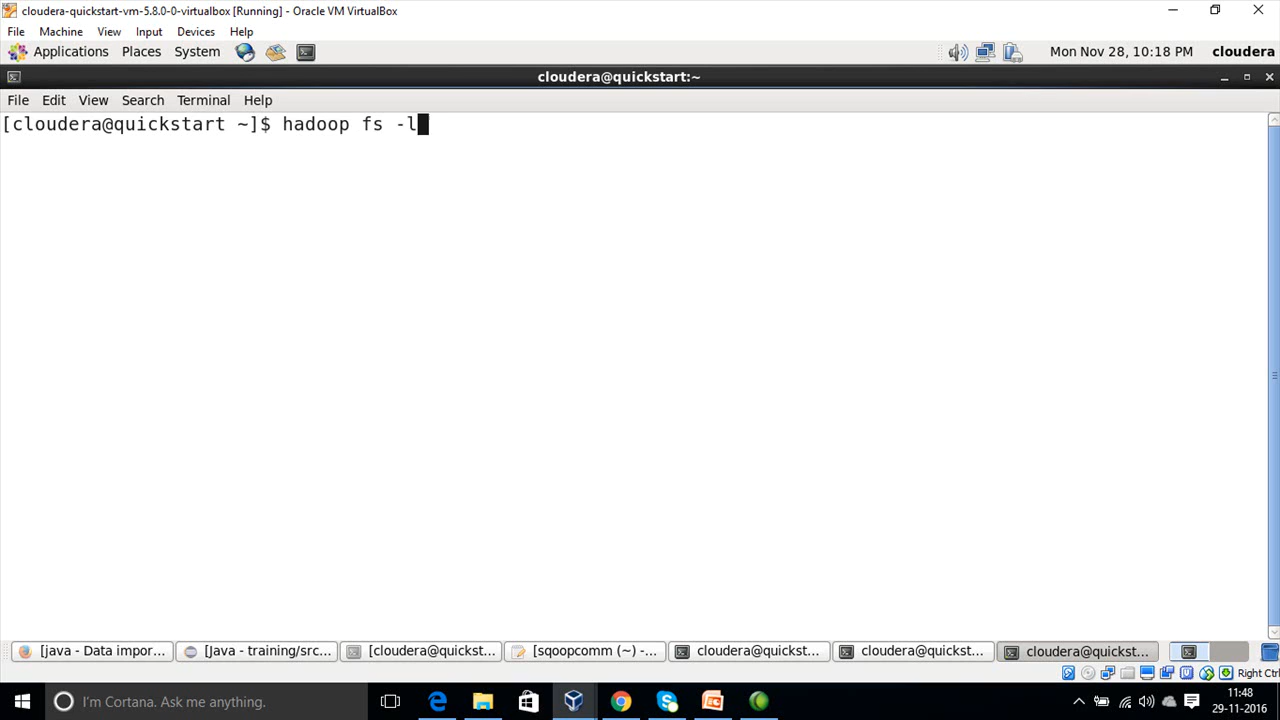 cloudera-quickstart-vm-5.8.0-0-virtualbox [Running] - Oracle VM VirtualBox
File Machine View Input Devices Help
Applications Places System Mon Nov 28, 10:18 PM cloudera
cloudera@quickstart:~
File Edit View Search Terminal Help
[cloudera@quickstart ~]$ hadoop fs -l
[java - Data impor... [Java - training/src... [cloudera@quickst... [sqoopcomm (~) -... cloudera@quickst... cloudera@quickst... cloudera@quickst...
Right Ctrl
I'm Cortana. Ask me anything.
11:48
29-11-2016